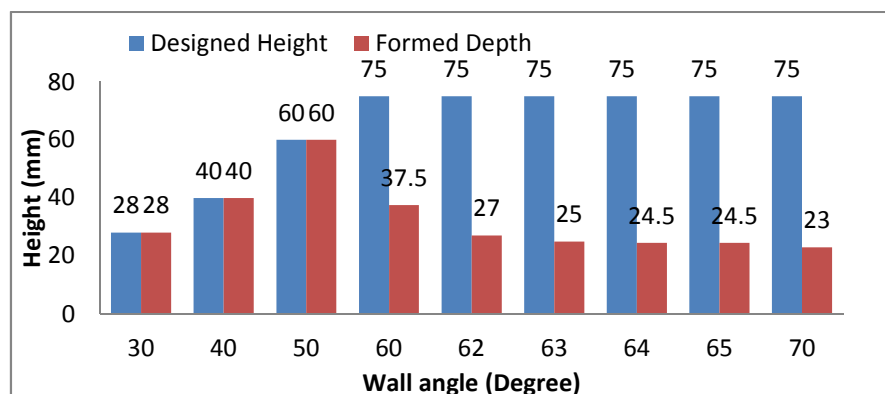 Designed Height Formed Depth
75 75 75 75 75 75
80
60 60
60
40 40
37.5
40
28 28
27 25 24.5 24.5 23
20
0
Height (mm)
30 40 50 60 62 63 64 65 70
Wall angle (Degree)